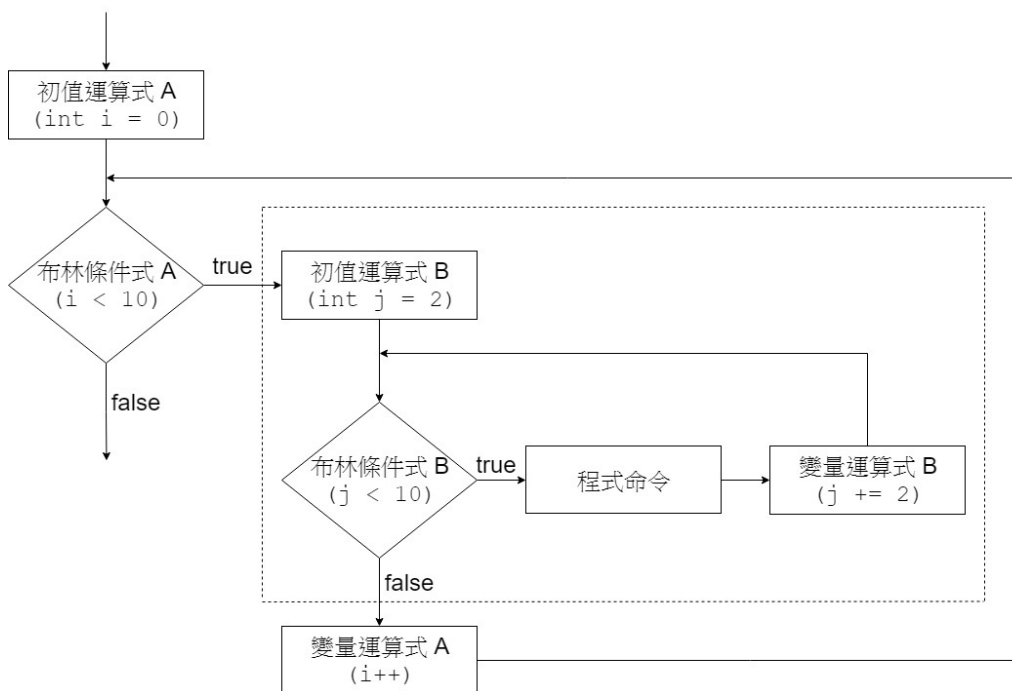 初值運算式 A
(int i = 0)
布林條件式 A
(i < 10)
true
false
初值運算式 B
(int j = 2)
布林條件式 B
(j < 10)
true
程式命令
變量運算式 B
(j += 2)
false
變量運算式 A
(i++)